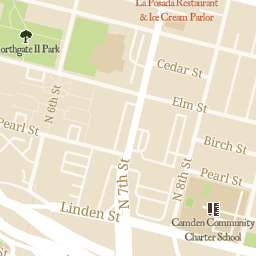 La Posada Restaurant
& Ice Cream Parlor
Northgate II Park
Cedar St
N 6th St
Elm St
Pearl St
Birch St
N 7th St
N 8th St
Pearl St
Linden St
Camden Community
Charter School